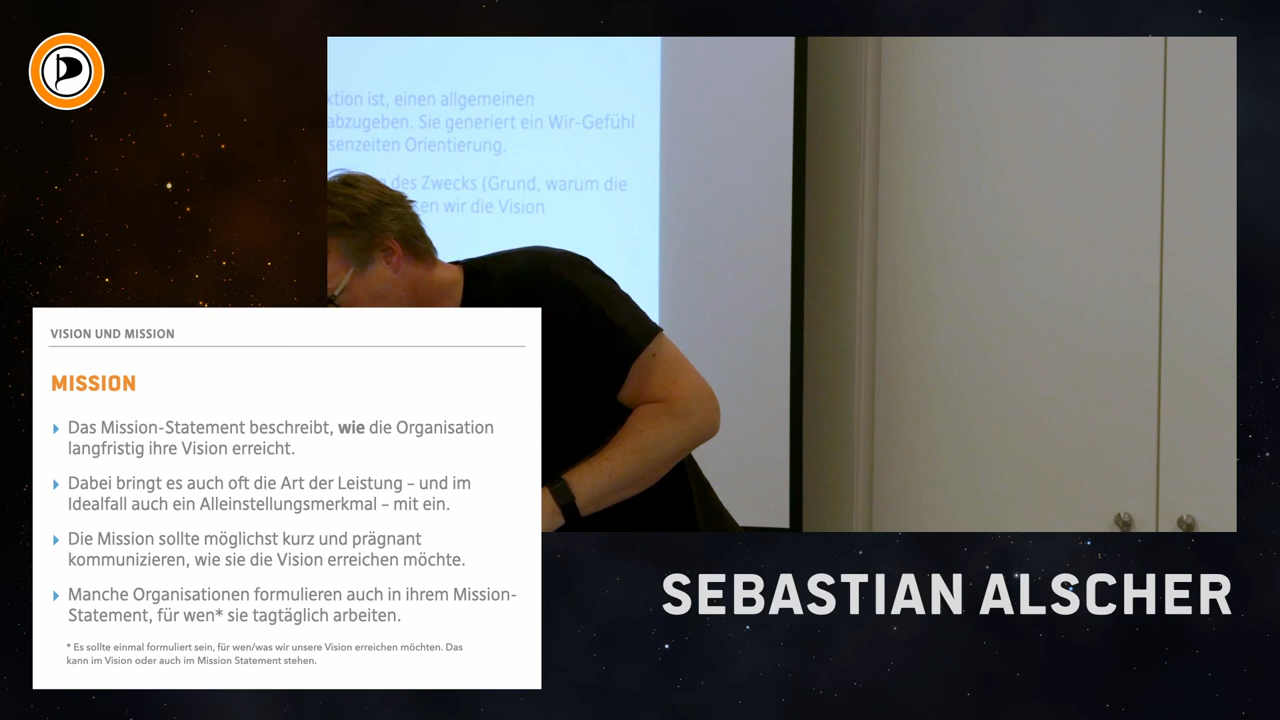 ktion ist, einen allgemeinen
abzugeben. Sie generiert ein Wir-Gefühl
senzeiten Orientierung.
des Zwecks (Grund, warum die
sen wir die Vision
VISION UND MISSION
MISSION
Das Mission-Statement beschreibt, wie die Organisation
langfristig ihre Vision erreicht.
Dabei bringt es auch oft die Art der Leistung – und im
Idealfall auch ein Alleinstellungsmerkmal – mit ein.
Die Mission sollte möglichst kurz und prägnant
kommunizieren, wie sie die Vision erreichen möchte.
Manche Organisationen formulieren auch in ihrem Mission-
Statement, für wen* sie tagtäglich arbeiten.
* Es sollte einmal formuliert sein, für wen/was wir unsere Vision erreichen möchten. Das
kann im Vision oder auch im Mission Statement stehen.
SEBASTIAN ALSCHER